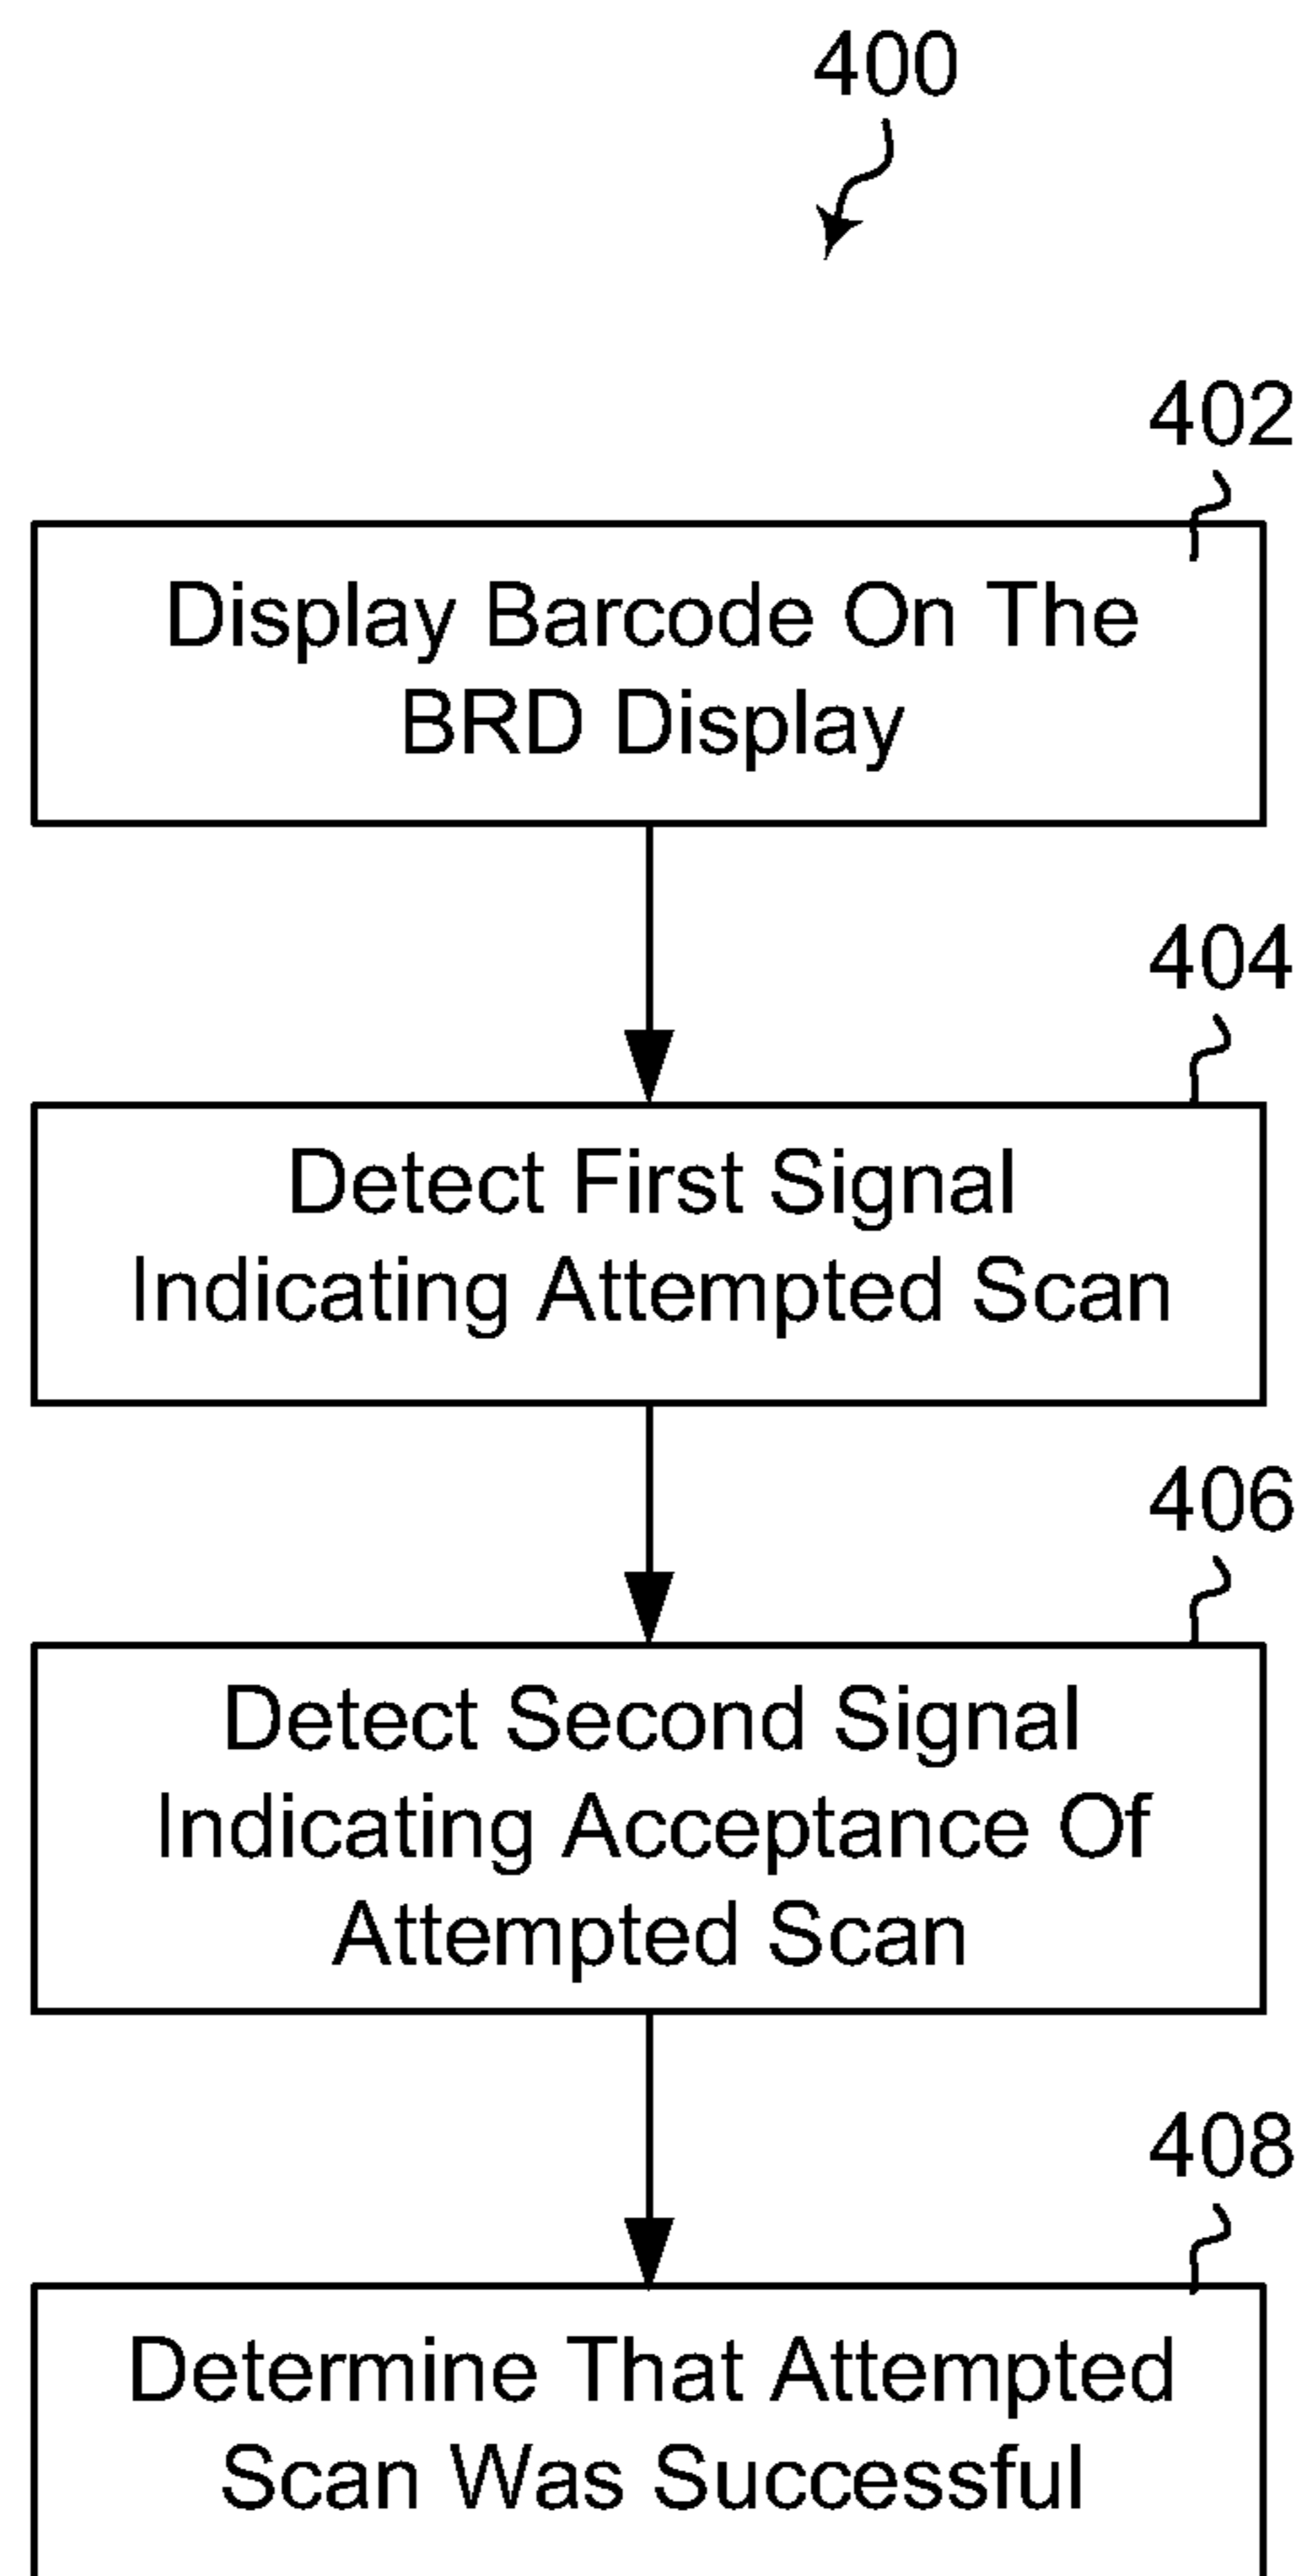 400
402
Display Barcode On The
BRD Display
404
Detect First Signal
Indicating Attempted Scan
406
Detect Second Signal
Indicating Acceptance Of
Attempted Scan
408
Determine That Attempted
Scan Was Successful